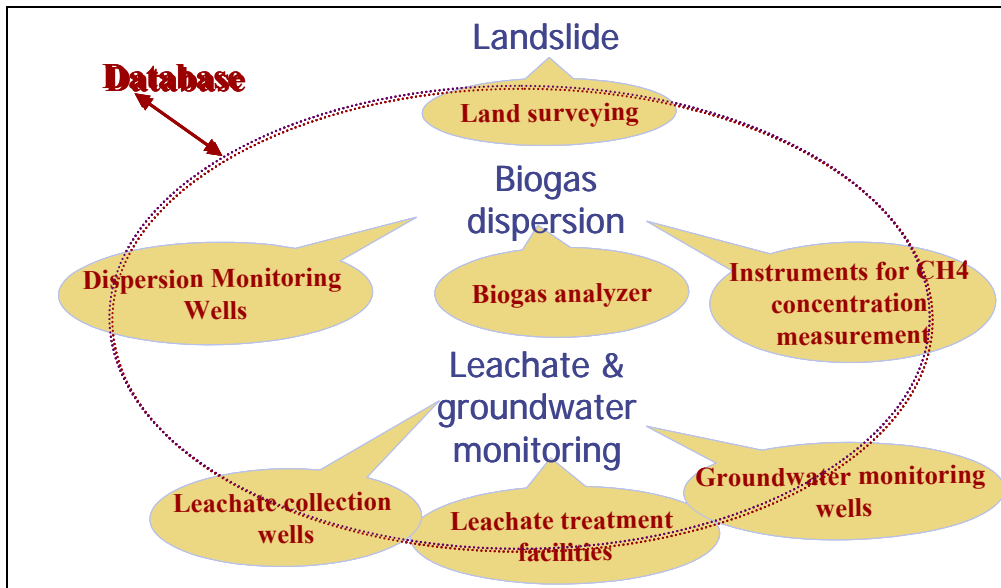 Landslide
Database
Land surveying
Biogas
dispersion
Dispersion Monitoring
Wells
Biogas analyzer
Instruments for CH4
concentration
measurement
Leachate &
groundwater
monitoring
Leachate collection
wells
Leachate treatment
facilities
Groundwater monitoring
wells